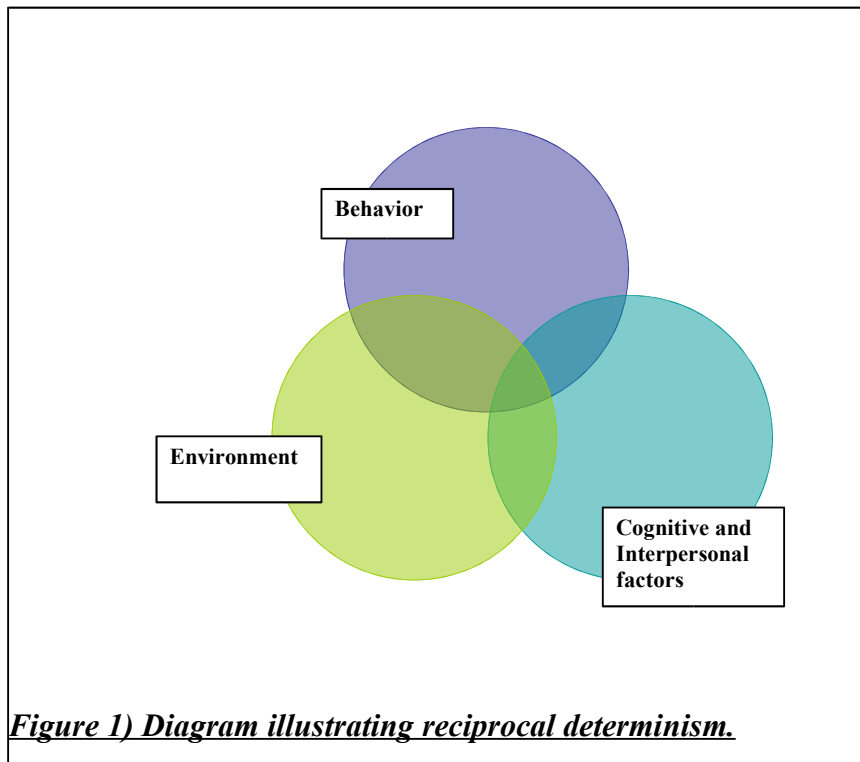 Behavior
Environment
Cognitive and
Interpersonal
factors
Figure 1) Diagram illustrating reciprocal determinism.